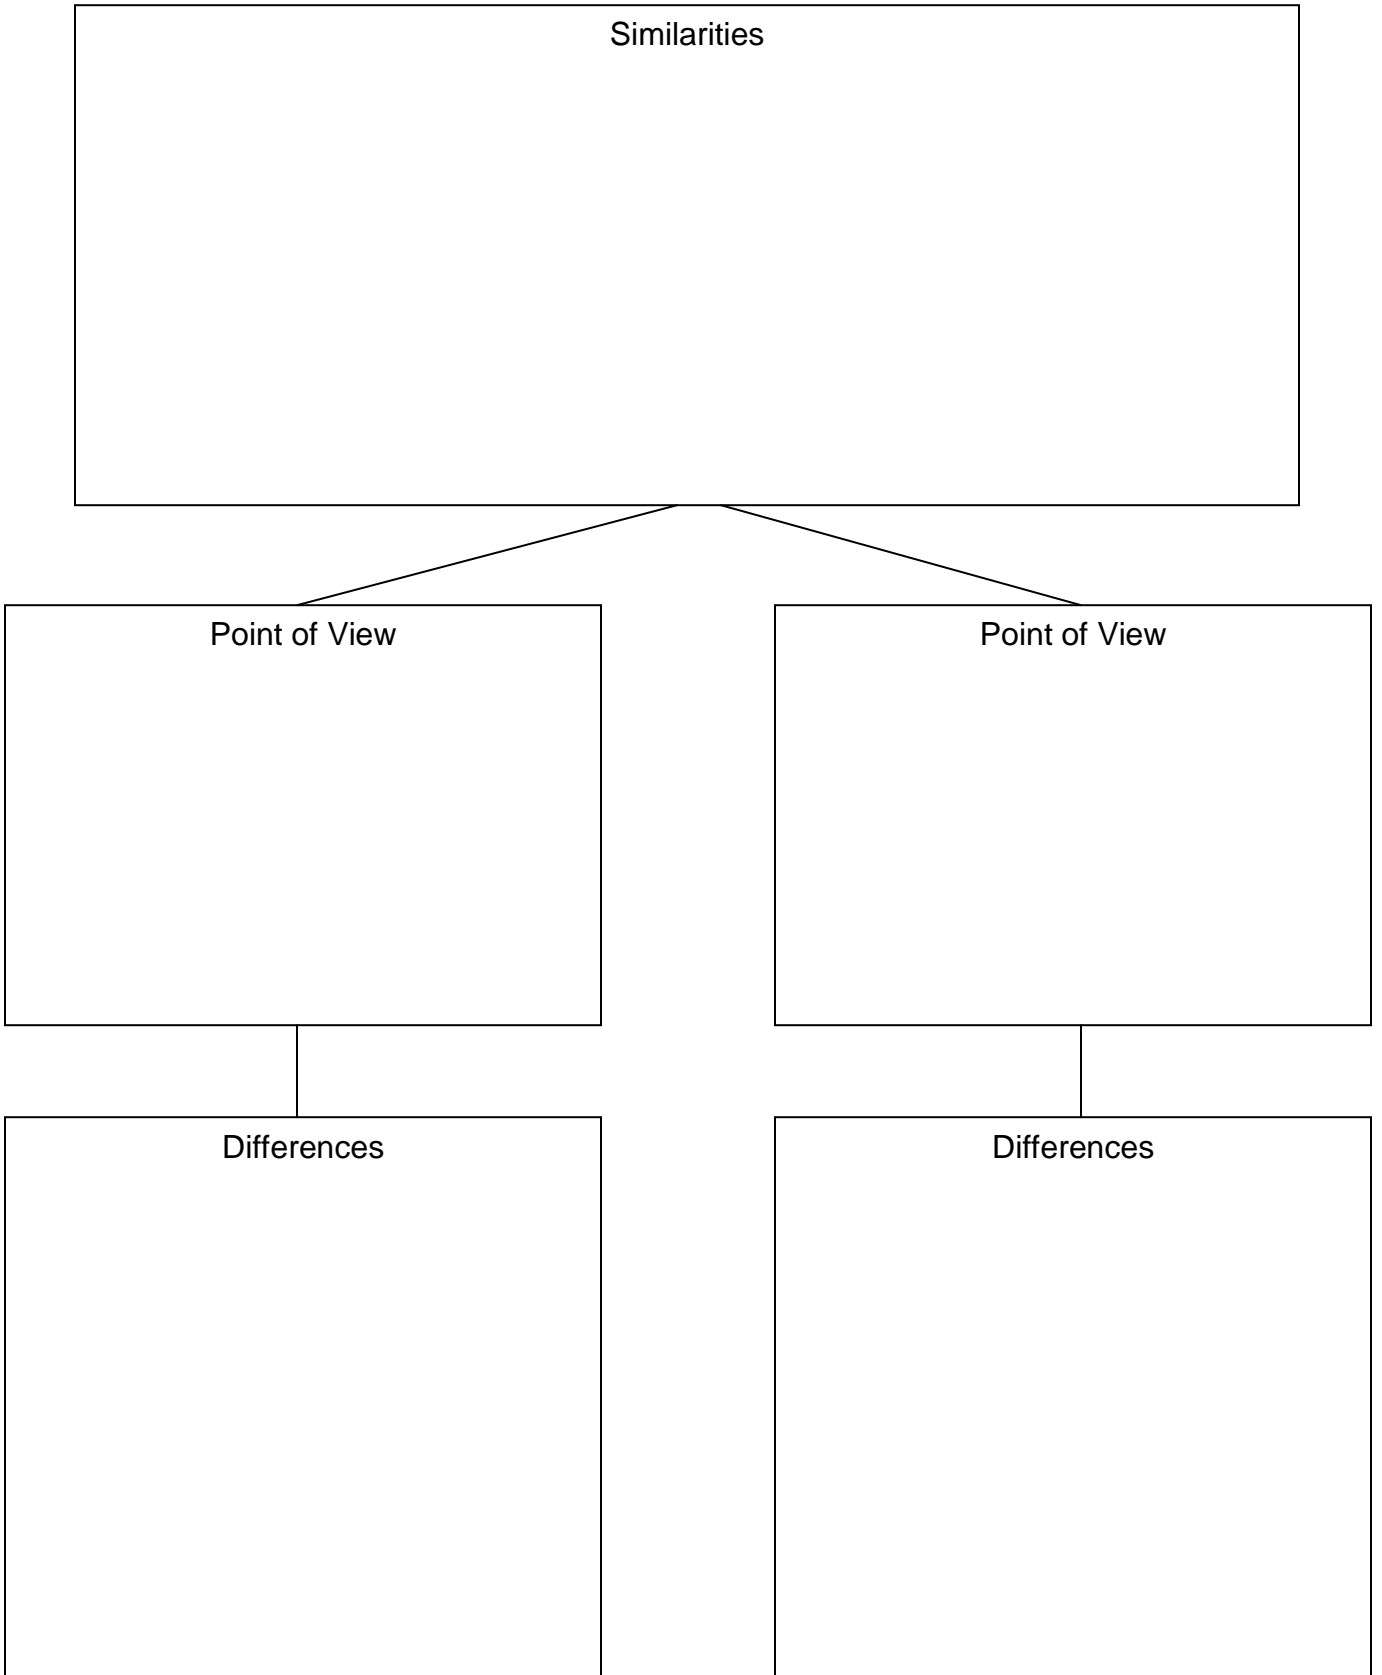 Similarities
Point of View
Point of View
Differences
Differences